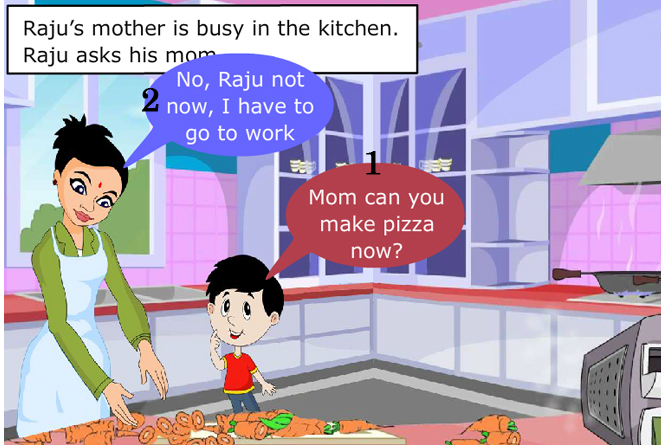 Raju's mother is busy in the kitchen.
Raju asks his mom
1
Mom can you
make pizza
now?
2
No, Raju not
now, I have to
go to work